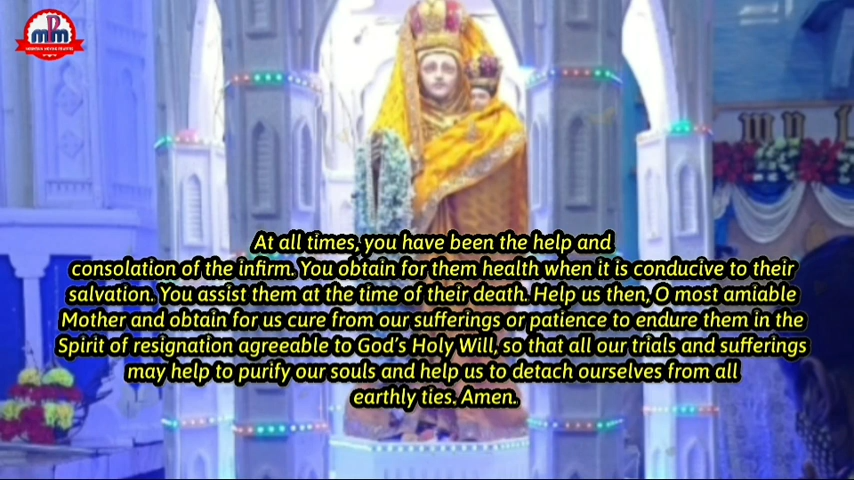 MPM
At all times, you have been the help and
consolation of the infirm. You obtain for them health when it is conducive to their
salvation. You assist them at the time of their death. Help us then, O most amiable
Mother and obtain for us cure from our sufferings or patience to endure them in the
Spirit of resignation agreeable to God's Holy Will, so that all our trials and sufferings
may help to purify our souls and help us to detach ourselves from all
earthly ties. Amen.